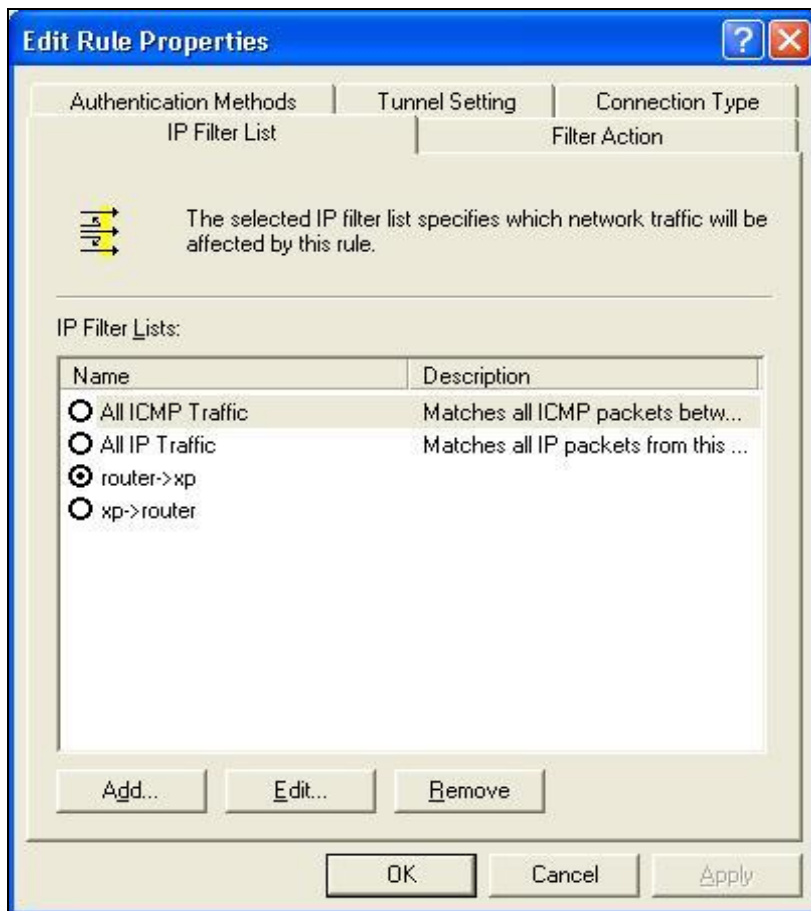 Edit Rule Properties
Authentication Methods Tunnel Setting Connection Type
IP Filter List Filter Action
The selected IP filter list specifies which network traffic will be
affected by this rule.
IP Filter Lists:
Name Description
All ICMP Traffic Matches all ICMP packets betw...
All IP Traffic Matches all IP packets from this ...
router->xp
xp->router
Add... Edit... Remove
OK Cancel Apply